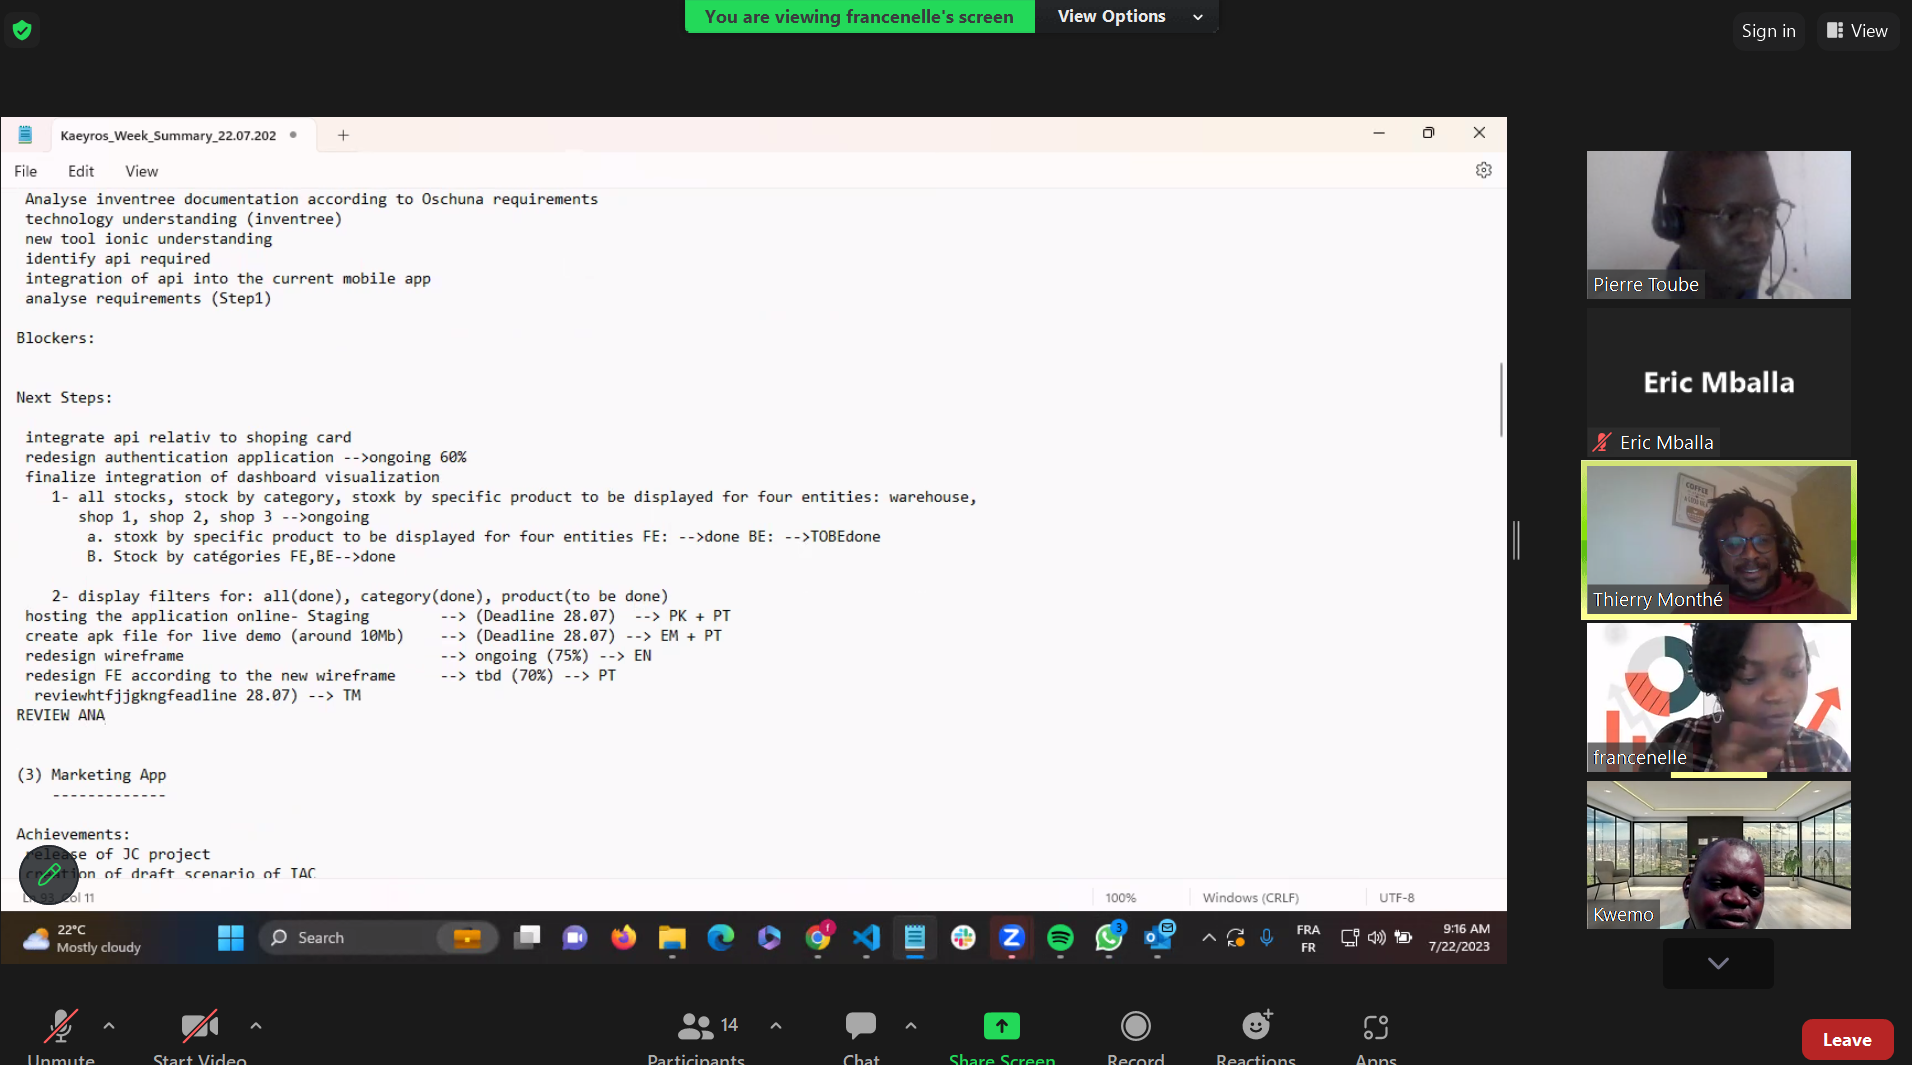 You are viewing francenelle's screen
View Options
Sign in
View
Kaeyros_Week_Summary_22.07.202
File Edit View
Analyse inventree documentation according to Oschuna requirements
technology understanding (inventree)
new tool ionic understanding
identify api required
integration of api into the current mobile app
analyse requirements (Step1)
Blockers:
Next Steps:
integrate api relativ to shoping card
redesign authentication application -->ongoing 60%
finalize integration of dashboard visualization
1- all stocks, stock by category, stoxk by specific product to be displayed for four entities: warehouse,
shop 1, shop 2, shop 3 -->ongoing
a. stoxk by specific product to be displayed for four entities FE: -->done BE: -->TOBEdone
B. Stock by catégories FE,BE-->done
2- display filters for: all(done), category(done), product(to be done)
hosting the application online- Staging --> (Deadline 28.07) --> PK + PT
create apk file for live demo (around 10Mb) --> (Deadline 28.07) --> EM + PT
redesign wireframe --> ongoing (75%) --> EN
redesign FE according to the new wireframe --> tbd (70%) --> PT
reviewhtfjjgkngfeadline 28.07) --> TM
REVIEW ANA
(3) Marketing App
-------------
Achievements:
release of JC project
of draft scenario of IAC
Col 11
100%
Windows (CRLF)
UTF-8
22°C
Mostly cloudy
Search
FRA
FR
9:16 AM
7/22/2023
Pierre Toube
Eric Mballa
Eric Mballa
COFFEE
Thierry Monthé
francenelle
Kwemo
Unmute
Start Video
14
Participants
Chat
Share Screen
Record
Reactions
Apps
Leave